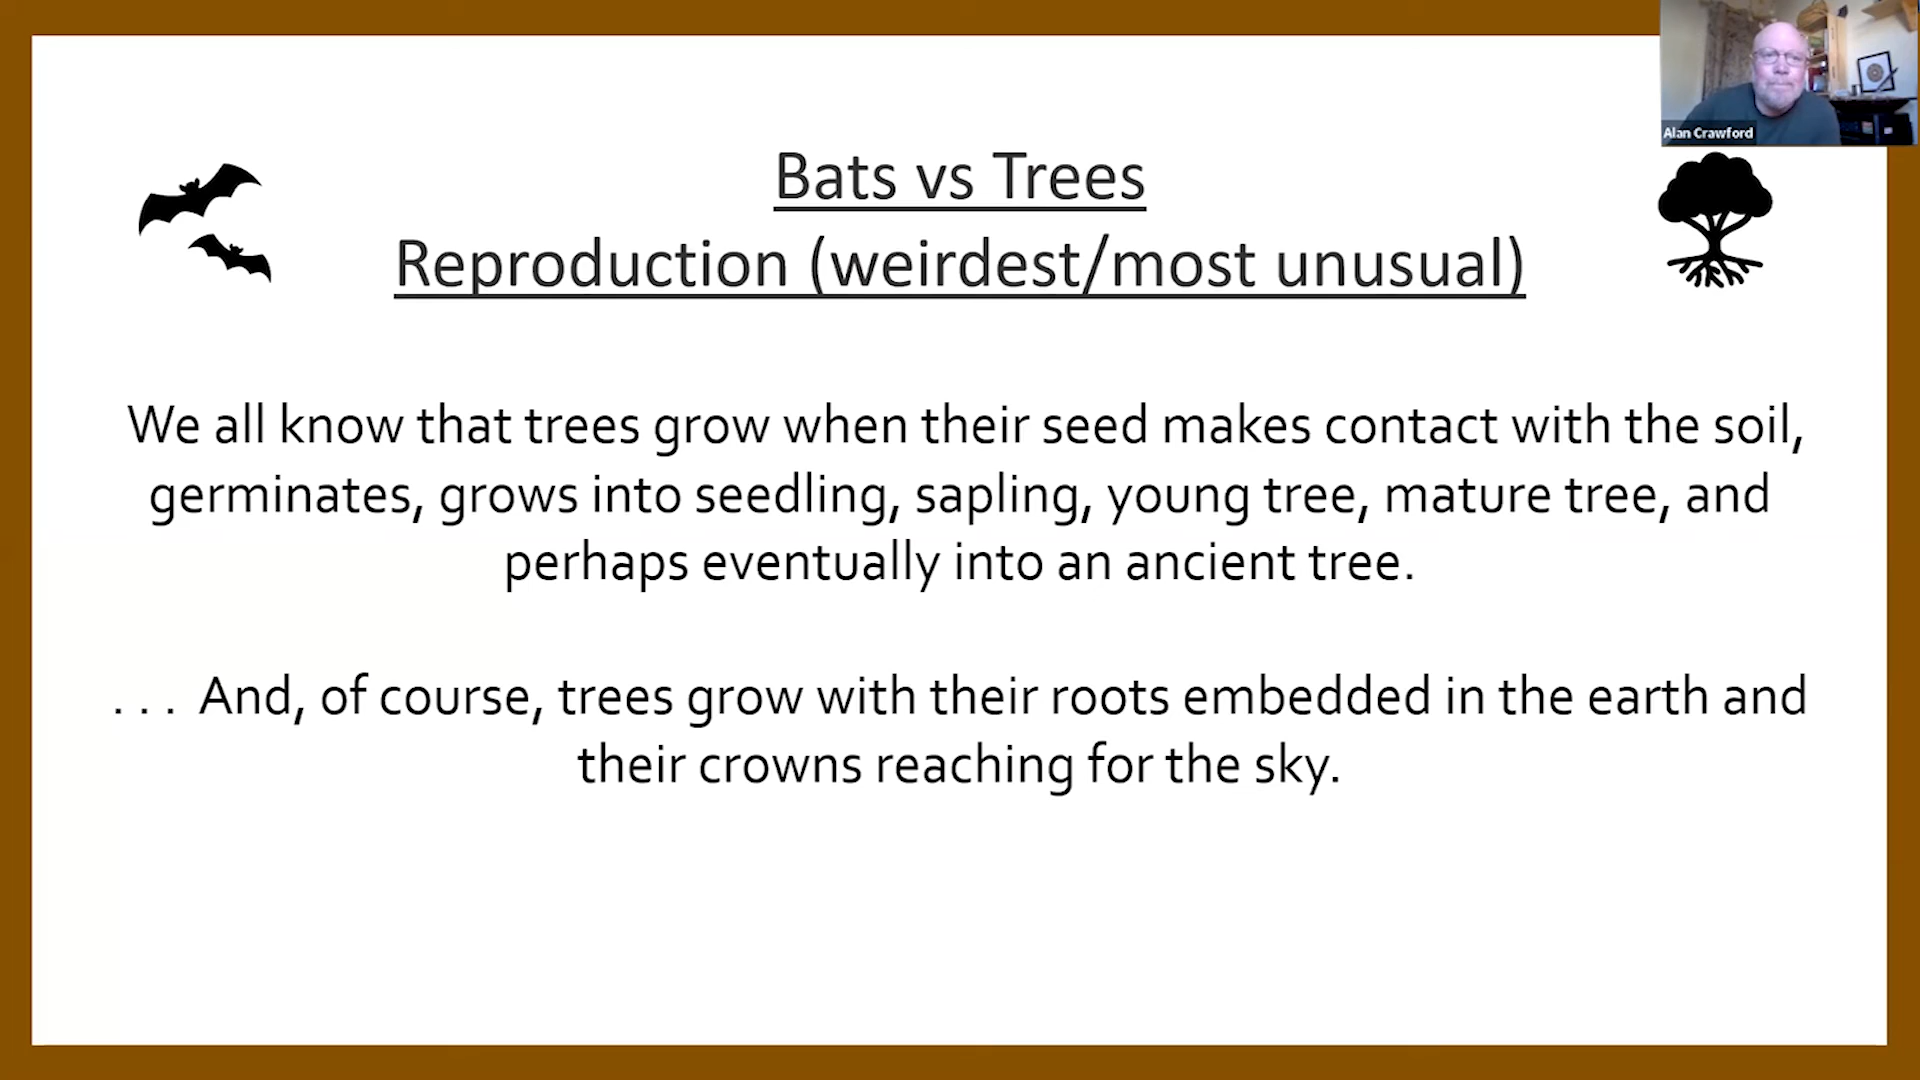 Alan Crawford
Bats vs Trees
Reproduction (weirdest/most unusual)
We all know that trees grow when their seed makes contact with the soil,
germinates, grows into seedling, sapling, young tree, mature tree, and
perhaps eventually into an ancient tree.
. . . And, of course, trees grow with their roots embedded in the earth and
their crowns reaching for the sky.